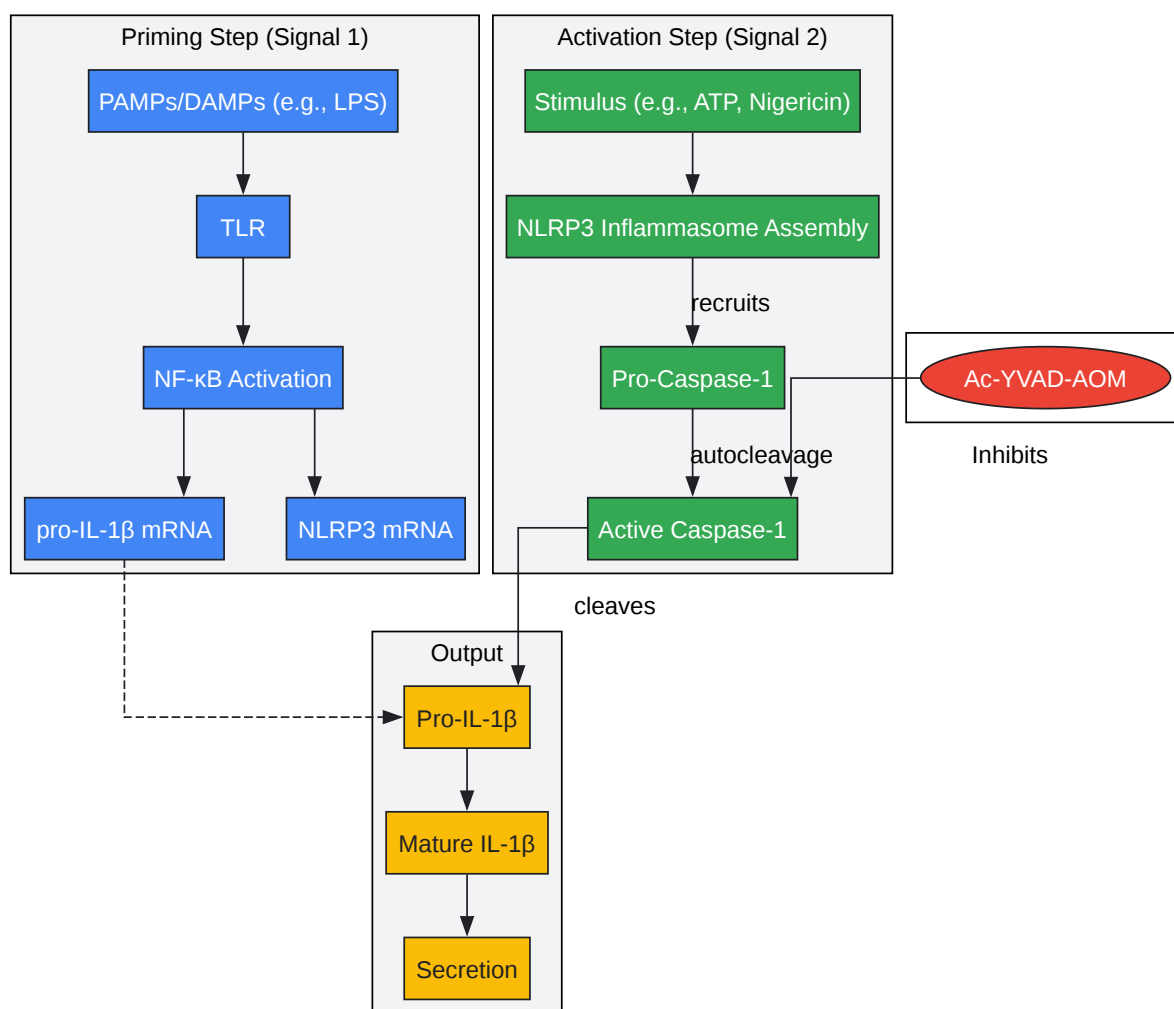 Priming Step (Signal 1)
PAMPs/DAMPs (e.g., LPS)
TLR
NF-κB Activation
pro-IL-1β mRNA
NLRP3 mRNA
Activation Step (Signal 2)
Stimulus (e.g., ATP, Nigericin)
NLRP3 Inflammasome Assembly
recruits
Pro-Caspase-1
autocleavage
Active Caspase-1
Ac-YVAD-AOM
Inhibits
cleaves
Output
Pro-IL-1β
Mature IL-1β
Secretion